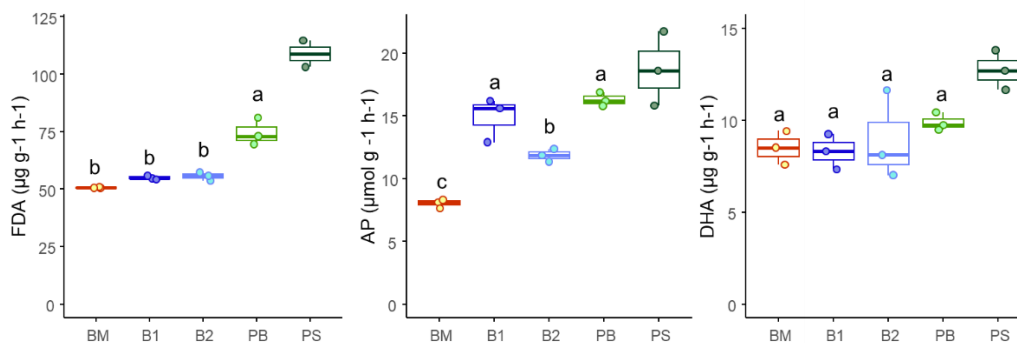 FDA (µg g-1 h-1)
125
100
75
50
25
0
b
b
b
a
BM B1 B2 PB PS
AP (µmol g -1 h-1)
20
15
10
5
0
c
a
b
a
BM B1 B2 PB PS
DHA (µg g-1 h-1)
15
10
5
0
a
a
a
a
BM B1 B2 PB PS